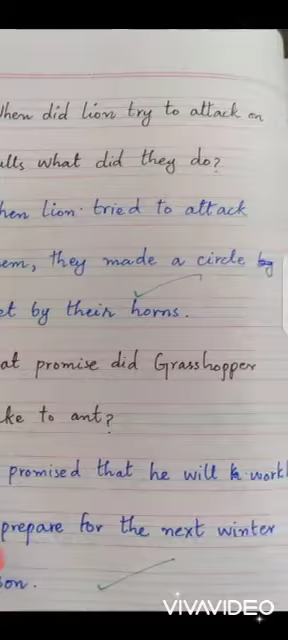 When did lion try to attack on
bulls what did they do?
When lion tried to attack
them, they made a circle
et by their horns.
at promise did Grasshopper
ke to ant?
promised that he will work
prepare for the next winter
son.
VIVAVIDEO